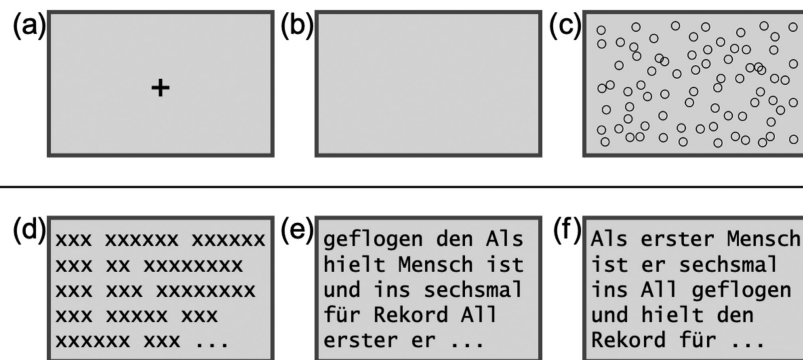 (a) (b) (c)
+
(d) (e) (f)
xxx xxxxxx xxxxxx
xxx xx xxxxxxxx
xxx xxx xxxxxxxx
xxx xxxxx xxx
xxxxxx xxx ...
geflogen den Als
hielt Mensch ist
und ins sechsmal
für Rekord All
erster er ...
Als erster Mensch
ist er sechsmal
ins All geflogen
und hielt den
Rekord für ...